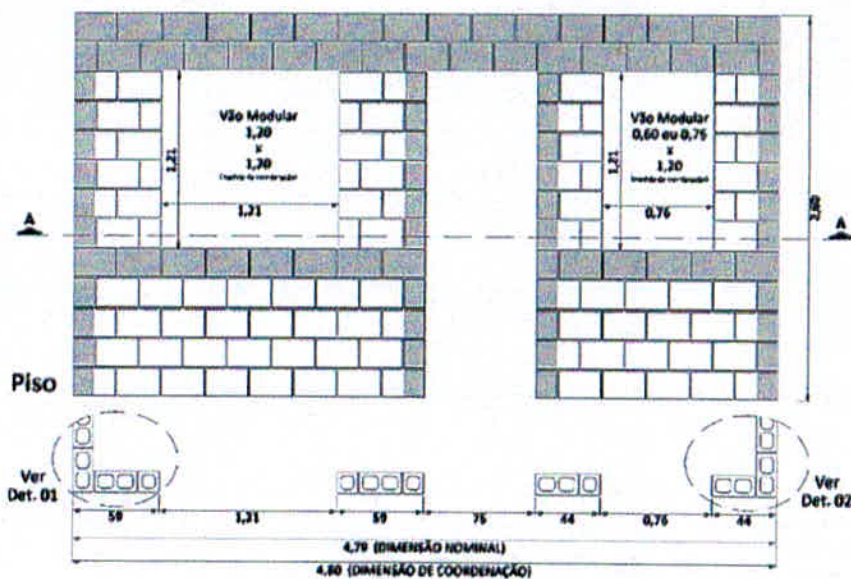 Vão Modular
1,20
x
1,20
1,21
1,21
Vão Modular
0,60 ou 0,75
x
1,20
1,21
0,76
2,60
A
A
Piso
Ver
Det. 01
Ver
Det. 02
59
1,21
59
76
44
0,76
44
4,79 (DIMENSÃO NOMINAL)
4,80 (DIMENSÃO DE COORDENAÇÃO)